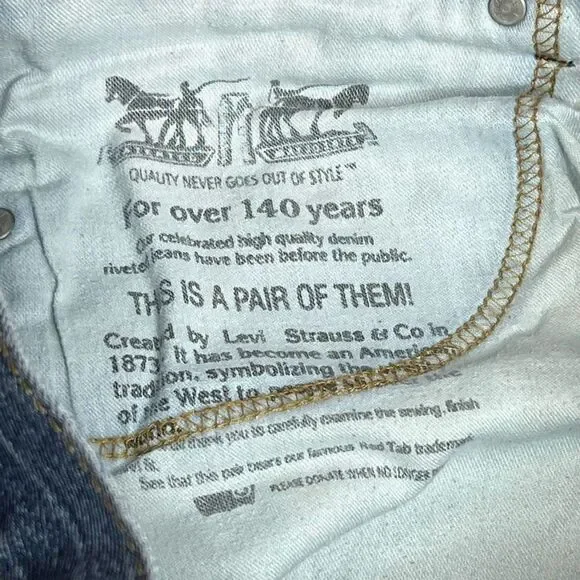 QUALITY NEVER GOES OUT OF STYLE™
For over 140 years
Our celebrated high quality denim
riveted jeans have been before the public.
THIS IS A PAIR OF THEM!
Created by Levi Strauss & Co in
1873 It has become an American
tradition, symbolizing the
of the West to the
world.
thank you to carefully examine the sewing, finish
fit.
See that this pair bears our famous Red Tab trademark
PLEASE DONATE WHEN NO LONGER